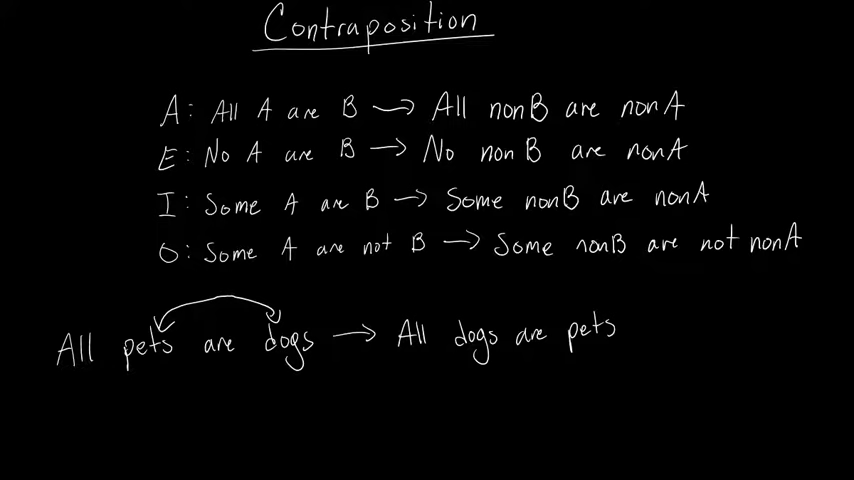 Contraposition
A: All A are B → All nonB are nonA
E: No A are B → No nonB are nonA
I: Some A are B → Some nonB are nonA
O: Some A are not B → Some nonB are not nonA
All pets are dogs → All dogs are pets